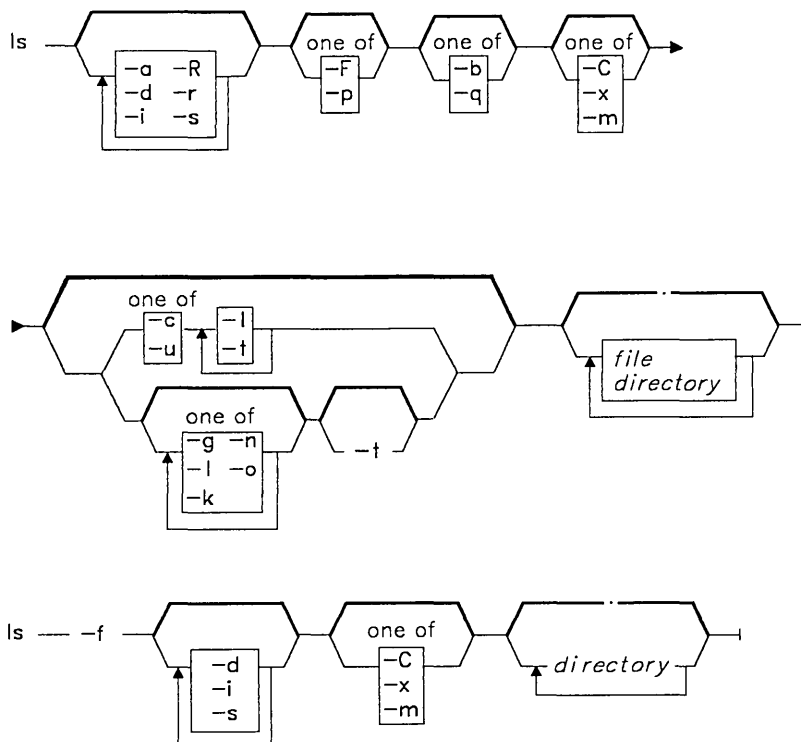 ls
one of one of one of
-a -R -F -b -C
-d -r -p -q -x
-i -s -m
one of
-c -l
-u -t
.
file
directory
one of
-g -n
-l -o
-k
-t
ls -f
one of
-d -C
-i -x
-s -m
.
directory